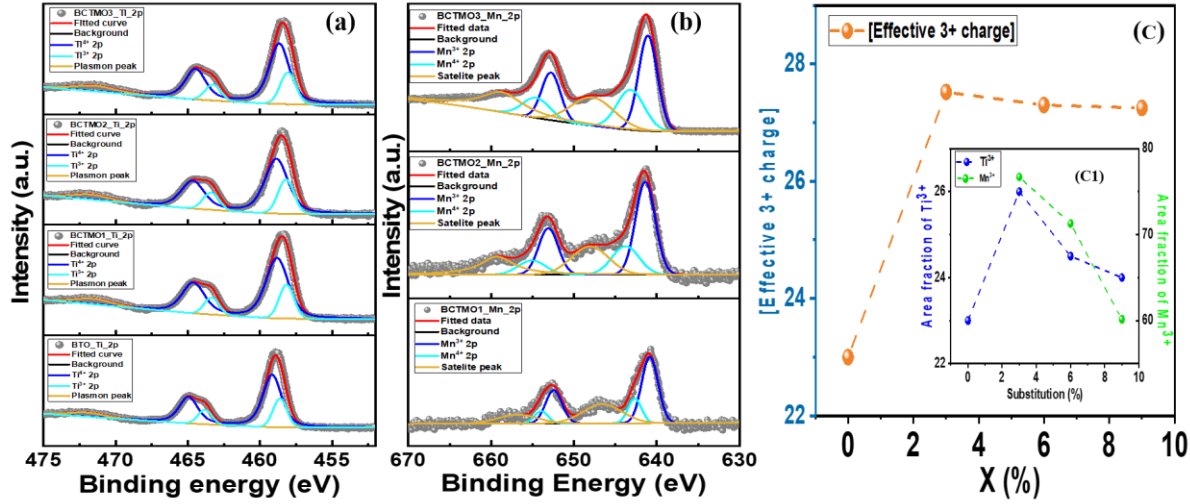 (a)
BCTMO3_Ti_2p
Fitted curve
Background
Ti⁴⁺ 2p
Ti³⁺ 2p
Plasmon peak
BCTMO2_Ti_2p
Fitted curve
Background
Ti⁴⁺ 2p
Ti³⁺ 2p
Plasmon peak
BCTMO1_Ti_2p
Fitted curve
Background
Ti⁴⁺ 2p
Ti³⁺ 2p
Plasmon peak
BTO_Ti_2p
Fitted curve
Background
Ti⁴⁺ 2p
Ti³⁺ 2p
Plasmon peak
Intensity (a.u.)
475 470 465 460 455
Binding energy (eV)
(b)
BCTMO3_Mn_2p
Fitted data
Background
Mn³⁺ 2p
Mn⁴⁺ 2p
Satelite peak
BCTMO2_Mn_2p
Fitted data
Background
Mn³⁺ 2p
Mn⁴⁺ 2p
Satelite peak
BCTMO1_Mn_2p
Fitted data
Background
Mn³⁺ 2p
Mn⁴⁺ 2p
Satelite peak
Intensity (a.u.)
670 660 650 640 630
Binding Energy (eV)
(C)
[Effective 3+ charge]
28
27
26
25
24
23
22
[Effective 3+ charge]
0 2 4 6 8 10
X (%)
(C1)
Ti³⁺
Mn³⁺
26
24
22
Area fraction of Ti³⁺
80
70
60
Area fraction of Mn³⁺
0 2 4 6 8 10
Substitution (%)